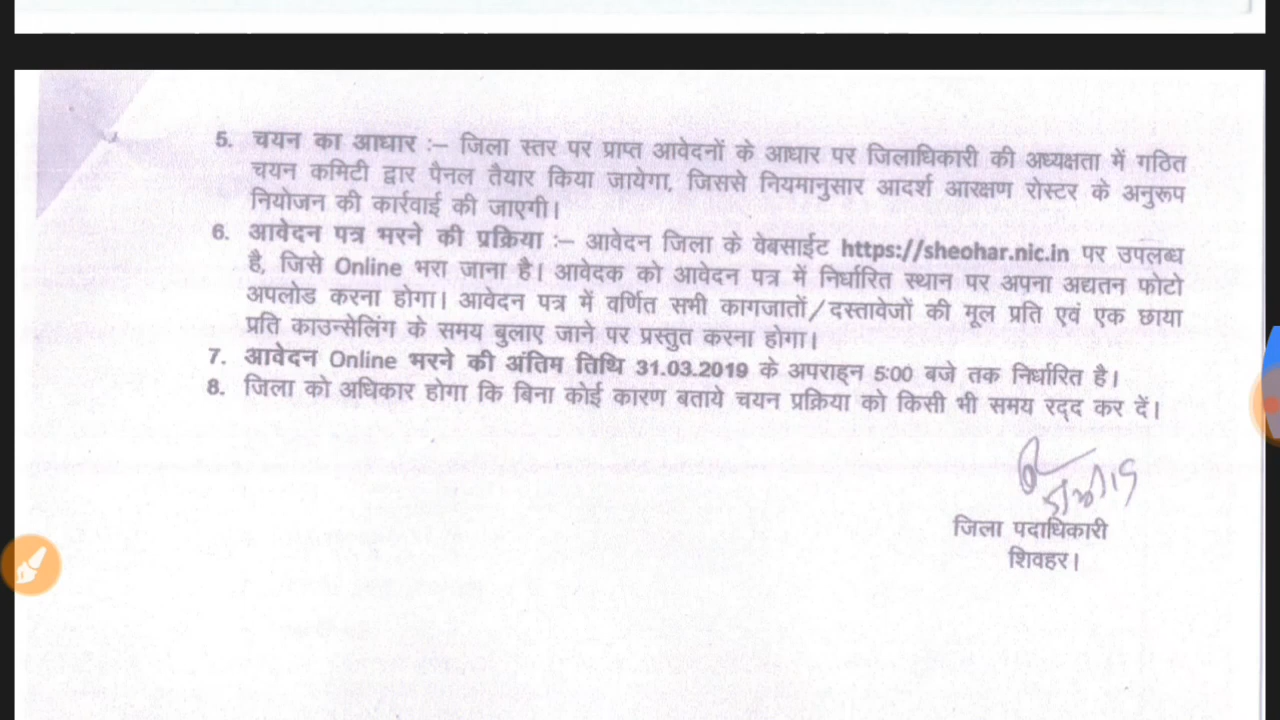 5. चयन का आधार :– जिला स्तर पर प्राप्त आवेदनों के आधार पर जिलाधिकारी की अध्यक्षता में गठित
चयन कमिटी द्वार पैनल तैयार किया जायेगा, जिससे नियमानुसार आदर्श आरक्षण रोस्टर के अनुरूप
नियोजन की कार्रवाई की जाएगी।
6. आवेदन पत्र भरने की प्रक्रिया :– आवेदन जिला के वेबसाईट https://sheohar.nic.in पर उपलब्ध
है, जिसे Online भरा जाना है। आवेदक को आवेदन पत्र में निर्धारित स्थान पर अपना अद्यतन फोटो
अपलोड करना होगा। आवेदन पत्र में वर्णित सभी कागजातों/दस्तावेजों की मूल प्रति एवं एक छाया
प्रति काउन्सेलिंग के समय बुलाए जाने पर प्रस्तुत करना होगा।
7. आवेदन Online भरने की अंतिम तिथि 31.03.2019 के अपराह्न 5:00 बजे तक निर्धारित है।
8. जिला को अधिकार होगा कि बिना कोई कारण बताये चयन प्रक्रिया को किसी भी समय रद्द कर दें।
जिला पदाधिकारी
शिवहर।